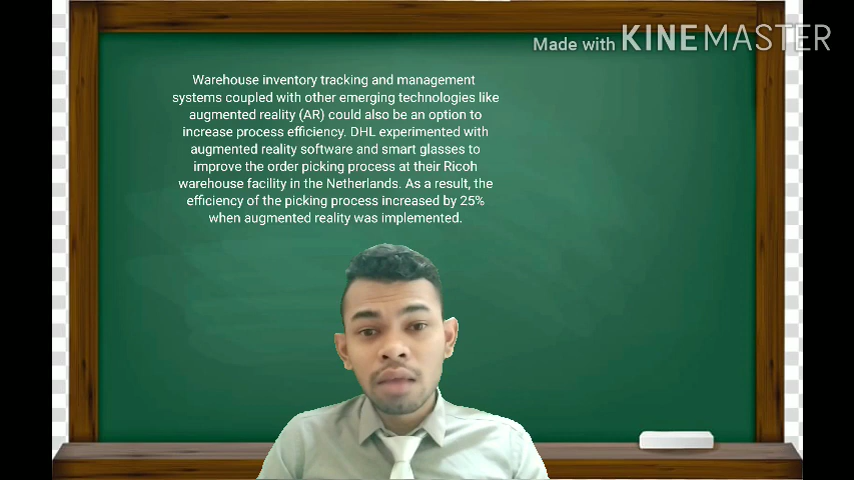 Made with KINEMASTER
Warehouse inventory tracking and management
systems coupled with other emerging technologies like
augmented reality (AR) could also be an option to
increase process efficiency. DHL experimented with
augmented reality software and smart glasses to
improve the order picking process at their Ricoh
warehouse facility in the Netherlands. As a result, the
efficiency of the picking process increased by 25%
when augmented reality was implemented.